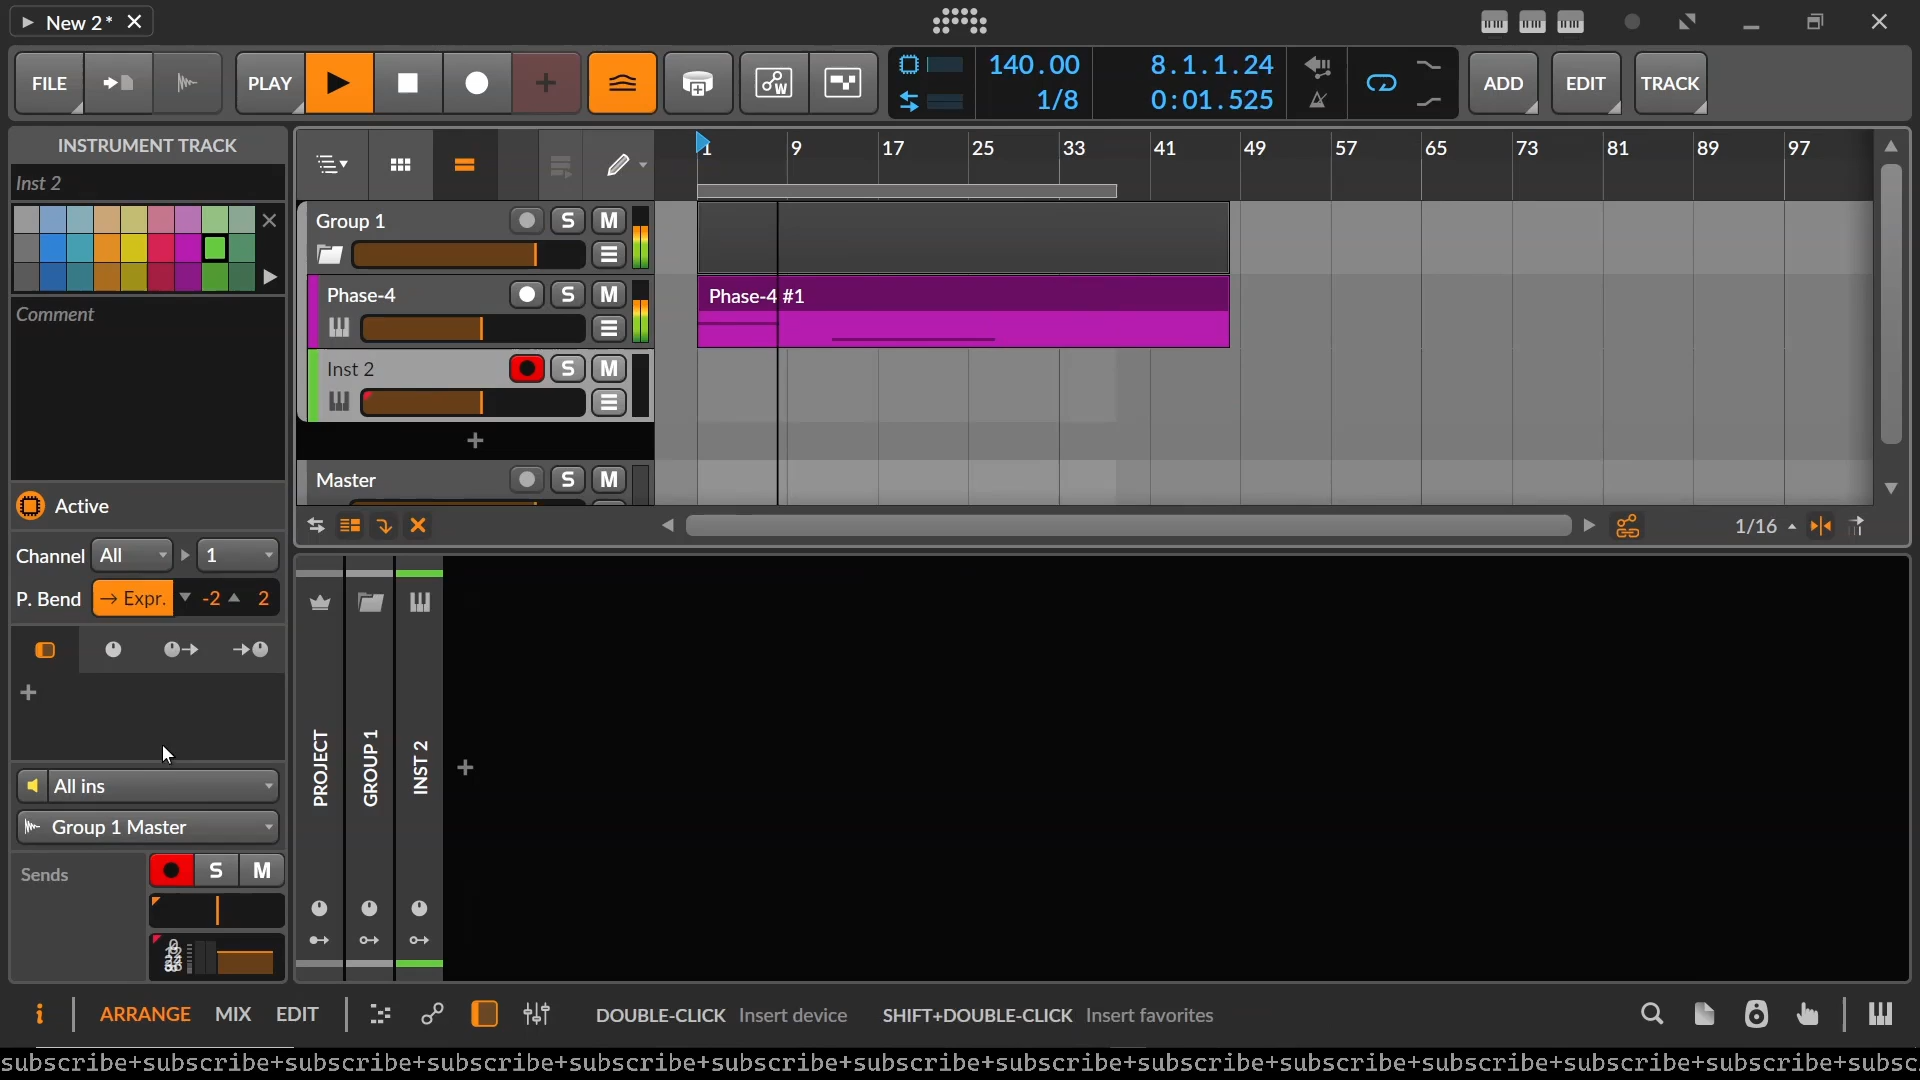 New 2*
FILE PLAY 140.00 8.1.1.24 ADD EDIT TRACK
1/8 0:01.525
INSTRUMENT TRACK
Inst 2
Comment
1 9 17 25 33 41 49 57 65 73 81 89 97
Group 1 S M
Phase-4 S M
Phase-4 #1
Inst 2 S M
Master S M
1/16
Active
Channel All 1
P. Bend Expr. -2 2
All ins
Group 1 Master
Sends S M
PROJECT
GROUP 1
INST 2
i ARRANGE MIX EDIT DOUBLE-CLICK Insert device SHIFT+DOUBLE-CLICK Insert favorites
subscribe+subscribe+subscribe+subscribe+subscribe+subscribe+subscribe+subscribe+subscribe+subscribe+subscribe+subscribe+subscribe+subsc